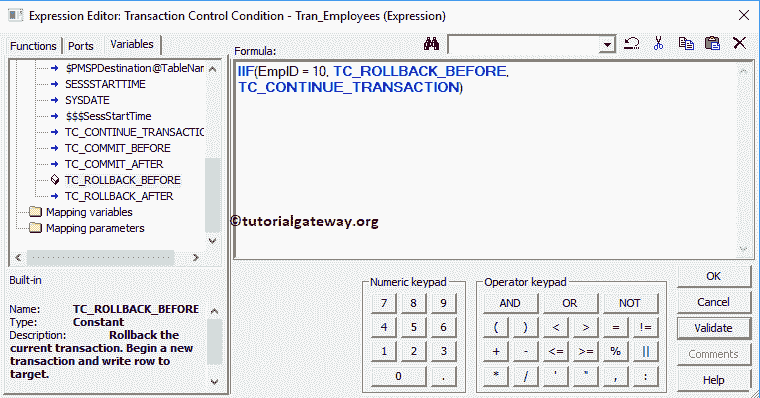 Expression Editor: Transaction Control Condition - Tran_Employees (Expression)
Functions Ports Variables
Formula:
$PMSPDestination@TableNam
SESSSTARTTIME
SYSDATE
$$$SessStartTime
TC_CONTINUE_TRANSACTIO
TC_COMMIT_BEFORE
TC_COMMIT_AFTER
TC_ROLLBACK_BEFORE
TC_ROLLBACK_AFTER
Mapping variables
Mapping parameters
IIF(EmpID = 10, TC_ROLLBACK_BEFORE,
TC_CONTINUE_TRANSACTION)
©tutorialgateway.org
Built-in
Name: TC_ROLLBACK_BEFORE
Type: Constant
Description: Rollback the
current transaction. Begin a new
transaction and write row to
target.
Numeric keypad
7 8 9
4 5 6
1 2 3
0 .
Operator keypad
AND OR NOT
( ) < > = !=
+ - <= >= % ||
* / ' " , :
OK
Cancel
Validate
Comments
Help